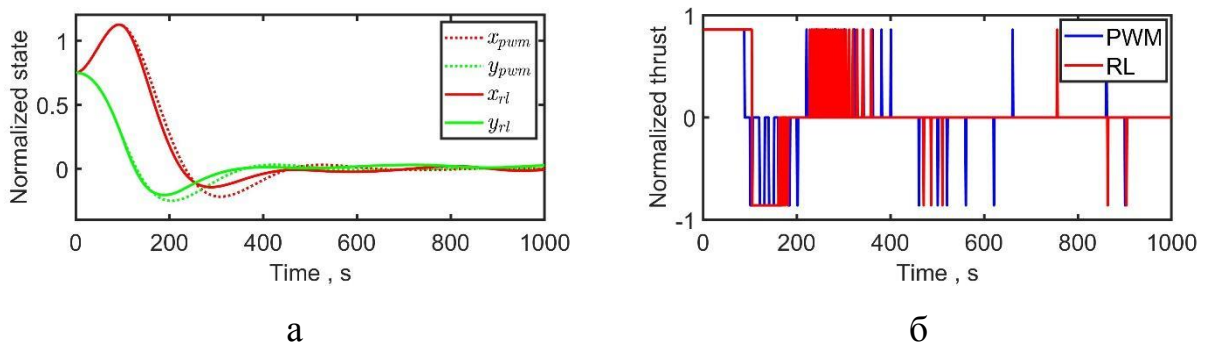 1
0.5
0
Normalized state
0 200 400 600 800 1000
Time , s
x_pwm
y_pwm
x_rl
y_rl
а
1
0
-1
Normalized thrust
0 200 400 600 800 1000
Time , s
PWM
RL
б